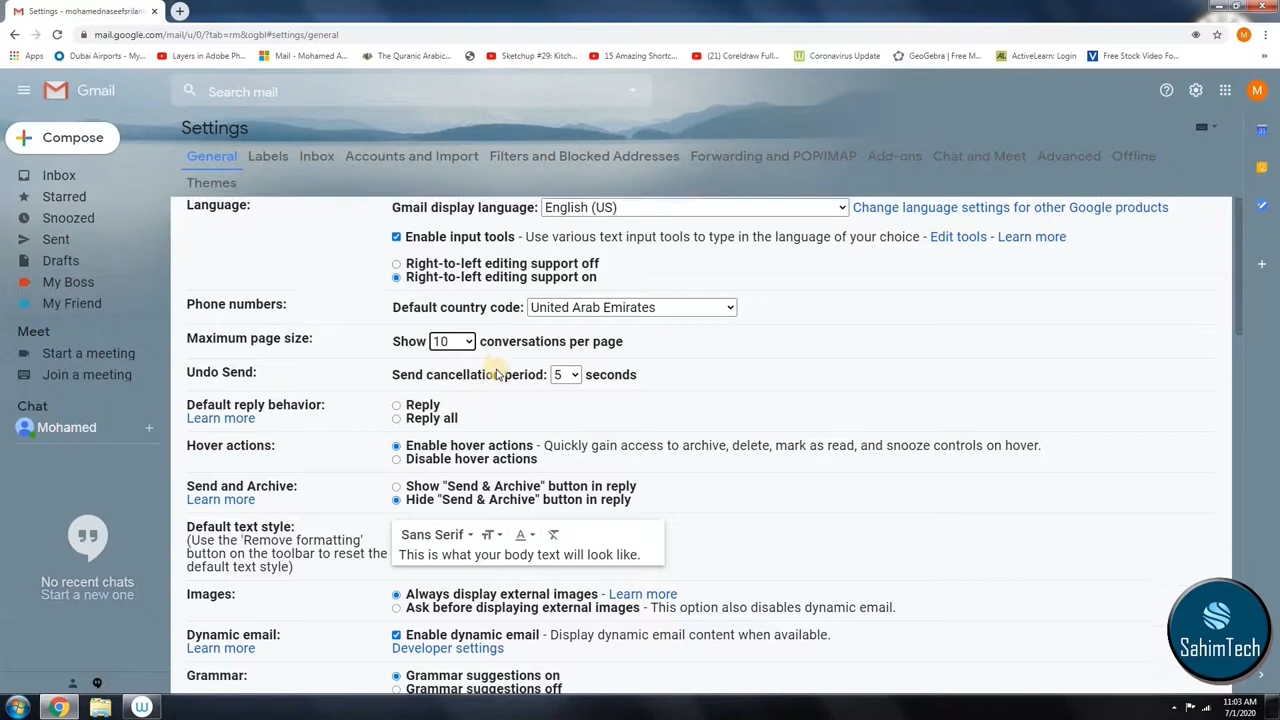 Settings - mohamednaseefsrilan
mail.google.com/mail/u/0/?tab=rm&ogbl#settings/general
M
Apps
Dubai Airports - My...
Layers in Adobe Ph...
Mail - Mohamed A...
The Quranic Arabic...
Sketchup #29: Kitch...
15 Amazing Shortc...
(21) Coreldraw Full...
Coronavirus Update
GeoGebra | Free M...
ActiveLearn: Login
Free Stock Video Fo...
Gmail
Search mail
M
Compose
Settings
General Labels Inbox Accounts and Import Filters and Blocked Addresses Forwarding and POP/IMAP Add-ons Chat and Meet Advanced Offline
Themes
Inbox
Starred
Snoozed
Sent
Drafts
My Boss
My Friend
Meet
Start a meeting
Join a meeting
Chat
Mohamed
No recent chats
Start a new one
Language:
Gmail display language: English (US) Change language settings for other Google products
Enable input tools - Use various text input tools to type in the language of your choice - Edit tools - Learn more
Right-to-left editing support off
Right-to-left editing support on
Phone numbers:
Default country code: United Arab Emirates
Maximum page size:
Show 10 conversations per page
Undo Send:
Send cancellation period: 5 seconds
Default reply behavior:
Learn more
Reply
Reply all
Hover actions:
Enable hover actions - Quickly gain access to archive, delete, mark as read, and snooze controls on hover.
Disable hover actions
Send and Archive:
Learn more
Show "Send & Archive" button in reply
Hide "Send & Archive" button in reply
Default text style:
(Use the 'Remove formatting'
button on the toolbar to reset the
default text style)
Sans Serif
This is what your body text will look like.
Images:
Always display external images - Learn more
Ask before displaying external images - This option also disables dynamic email.
Dynamic email:
Learn more
Enable dynamic email - Display dynamic email content when available.
Developer settings
Grammar:
Grammar suggestions on
Grammar suggestions off
SahimTech
11:03 AM
7/1/2020